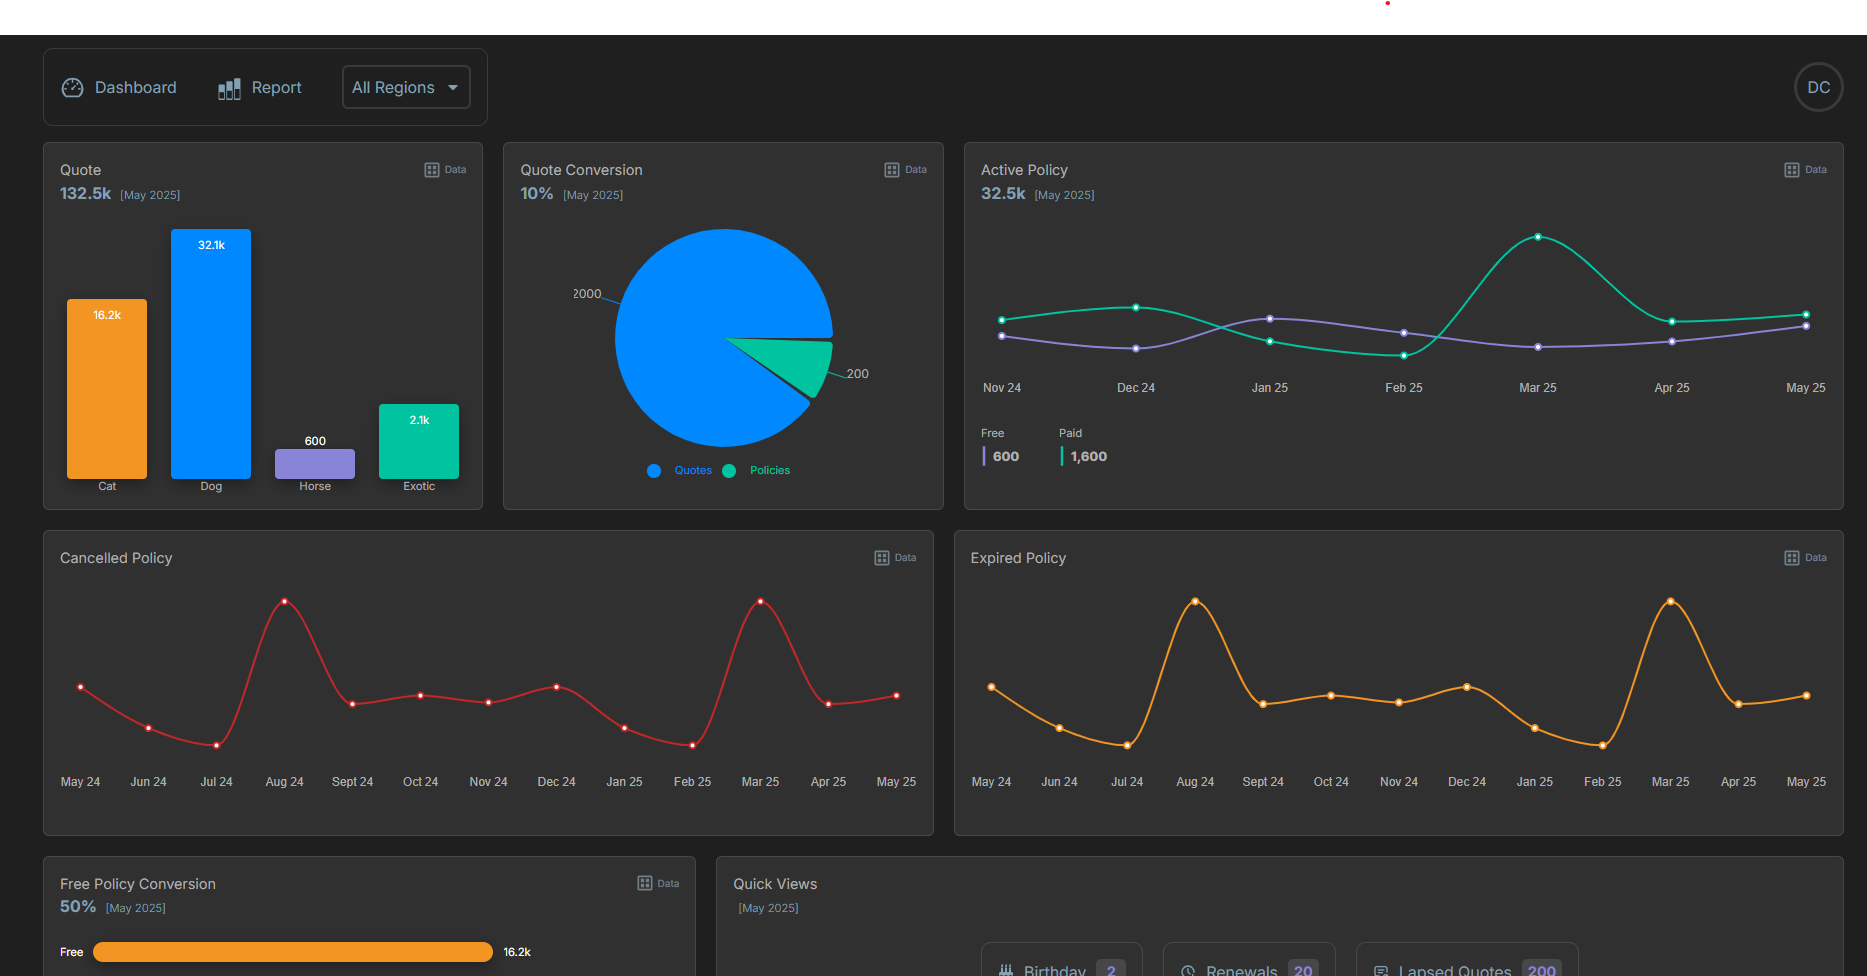 Dashboard
Report
All Regions
DC
Quote
Data
132.5k [May 2025]
32.1k
16.2k
2.1k
600
Cat
Dog
Horse
Exotic
Quote Conversion
Data
10% [May 2025]
2000
200
Quotes
Policies
Active Policy
Data
32.5k [May 2025]
Nov 24
Dec 24
Jan 25
Feb 25
Mar 25
Apr 25
May 25
Free
Paid
600
1,600
Cancelled Policy
Data
May 24
Jun 24
Jul 24
Aug 24
Sept 24
Oct 24
Nov 24
Dec 24
Jan 25
Feb 25
Mar 25
Apr 25
May 25
Expired Policy
Data
May 24
Jun 24
Jul 24
Aug 24
Sept 24
Oct 24
Nov 24
Dec 24
Jan 25
Feb 25
Mar 25
Apr 25
May 25
Free Policy Conversion
Data
50% [May 2025]
Free
16.2k
Quick Views
[May 2025]
Birthday 2
Renewals 20
Lapsed Quotes 200